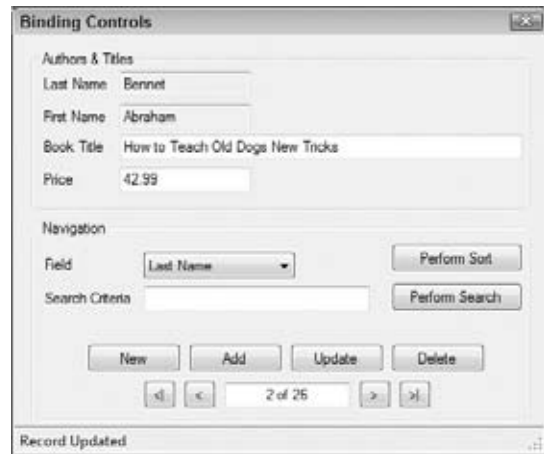 Binding Controls
Authors & Titles
Last Name Bennet
First Name Abraham
Book Title How to Teach Old Dogs New Tricks
Price 42.99
Navigation
Field Last Name Perform Sort
Search Criteria Perform Search
New Add Update Delete
<| < 2 of 26 > >|
Record Updated